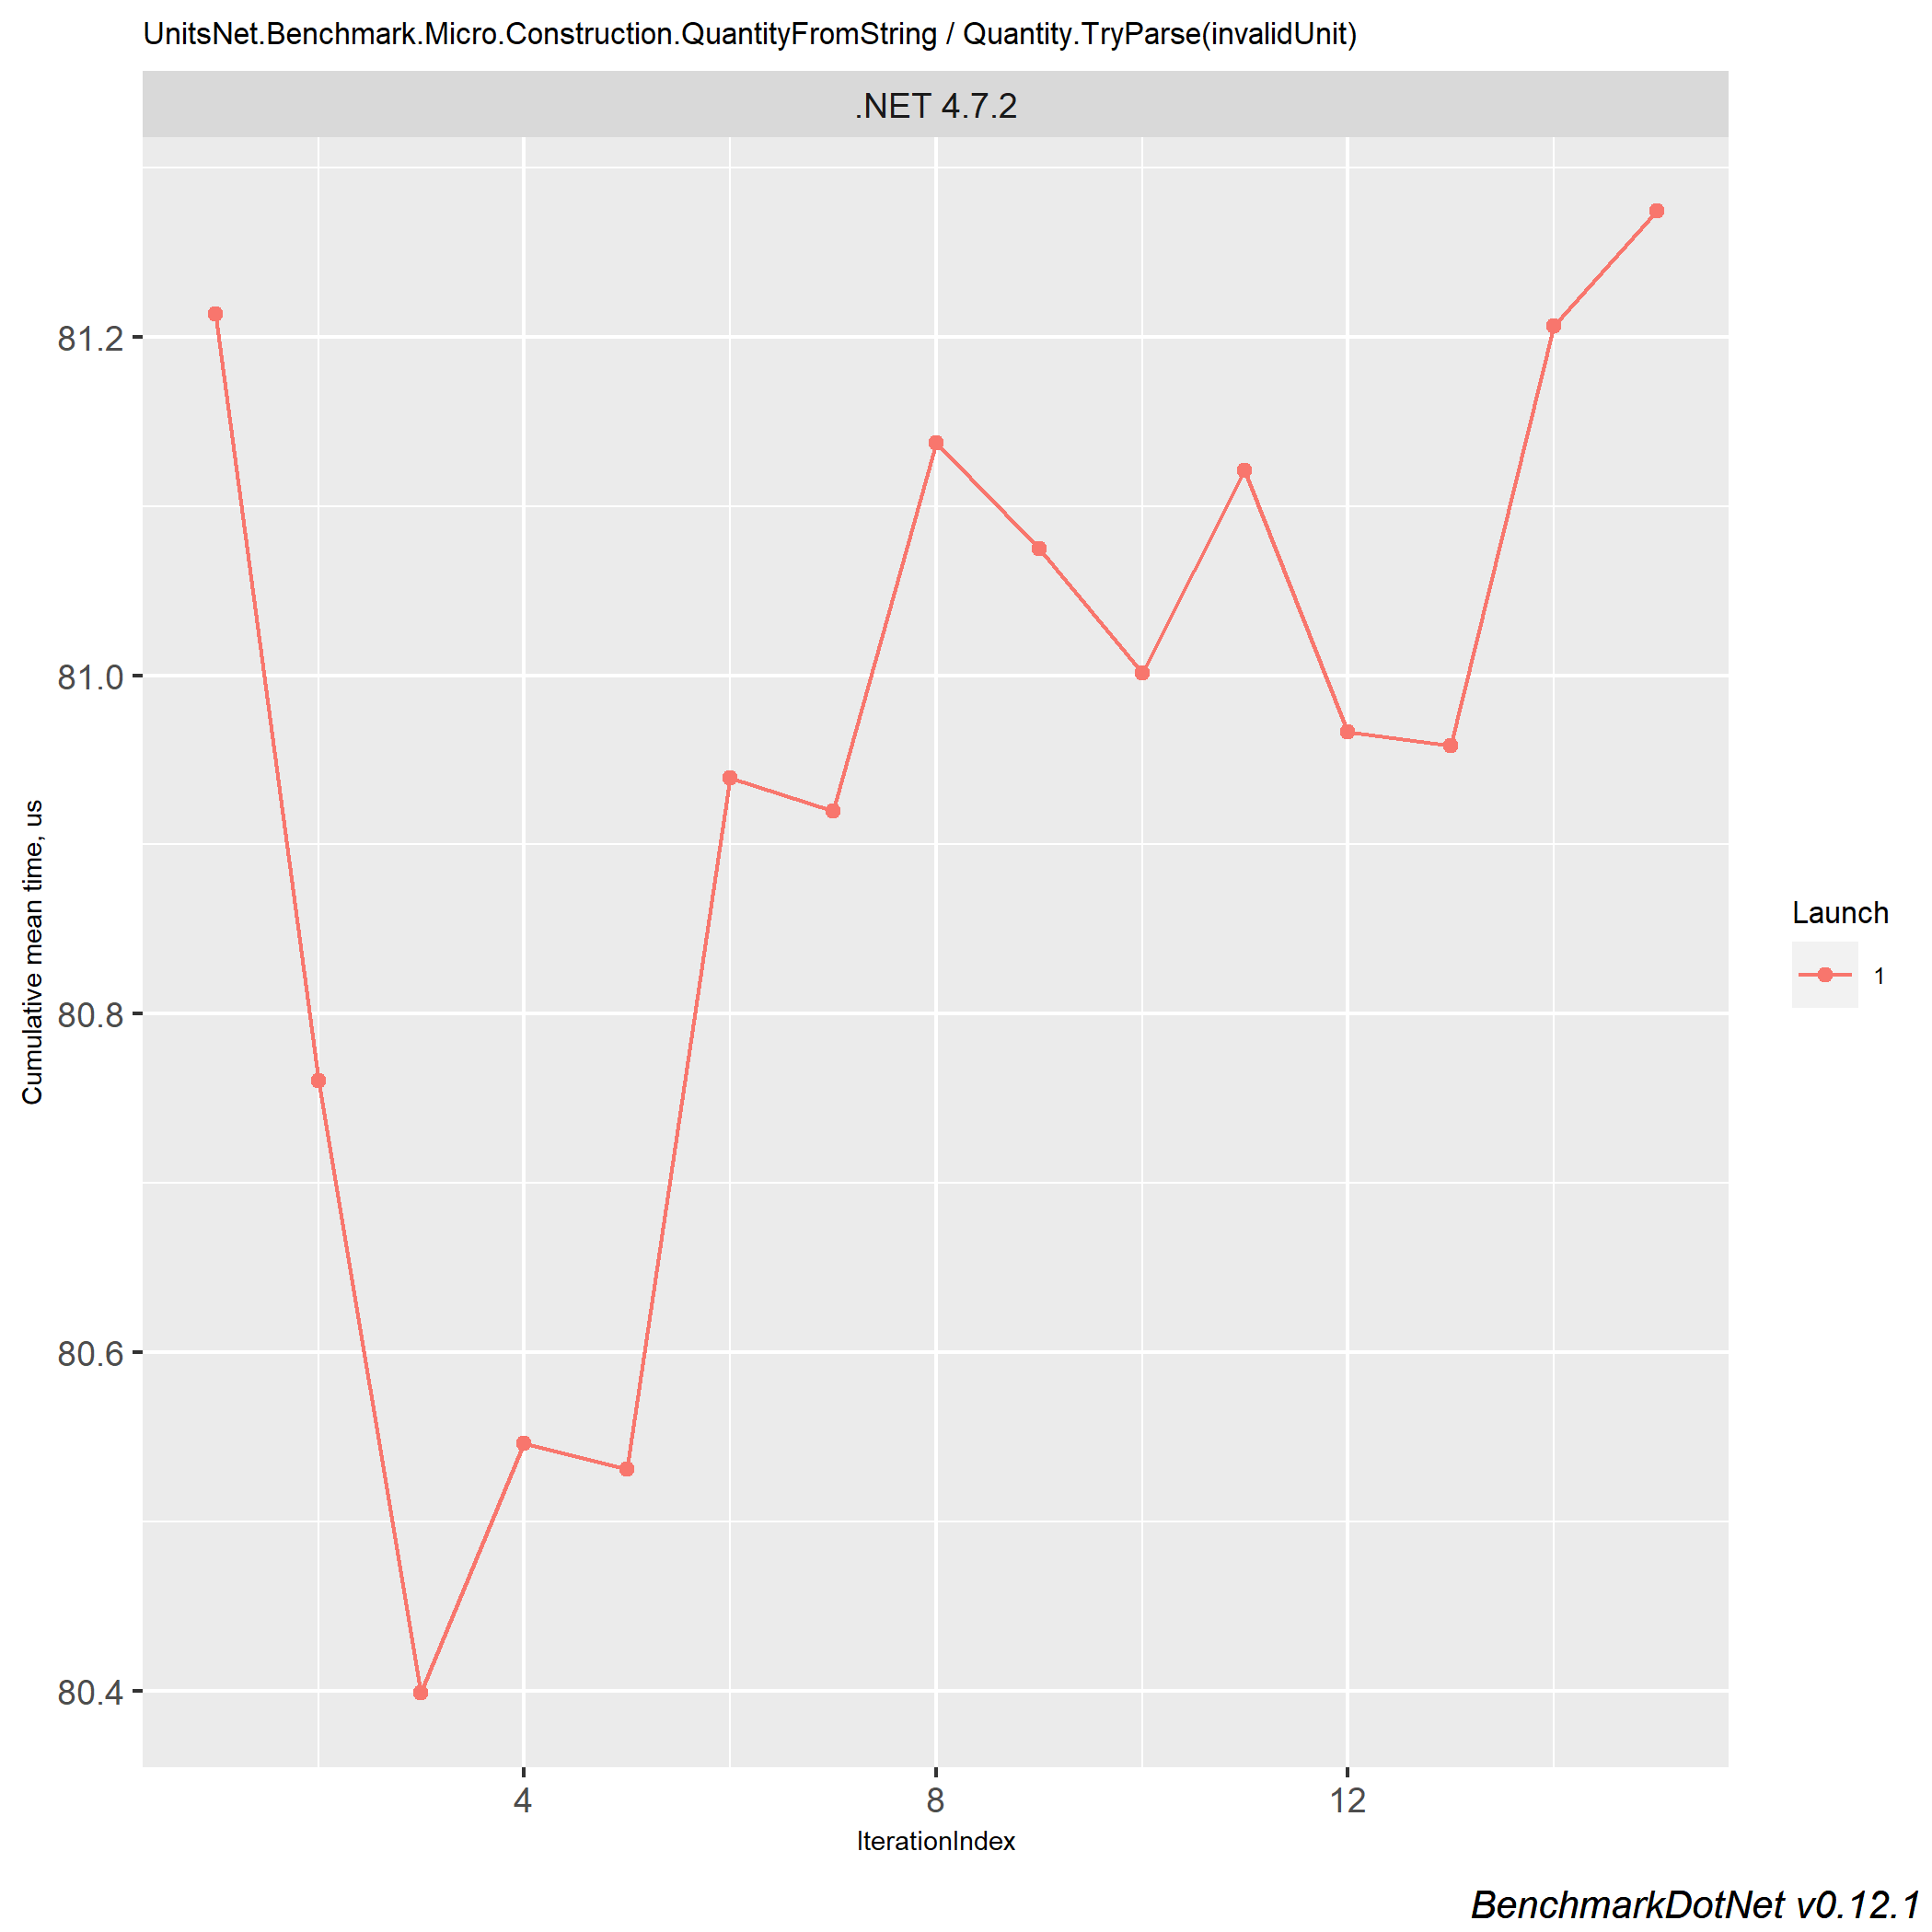 UnitsNet.Benchmark.Micro.Construction.QuantityFromString / Quantity.TryParse(invalidUnit)
.NET 4.7.2
81.2
81.0
80.8
80.6
80.4
Cumulative mean time, us
4 8 12
IterationIndex
Launch
1
BenchmarkDotNet v0.12.1